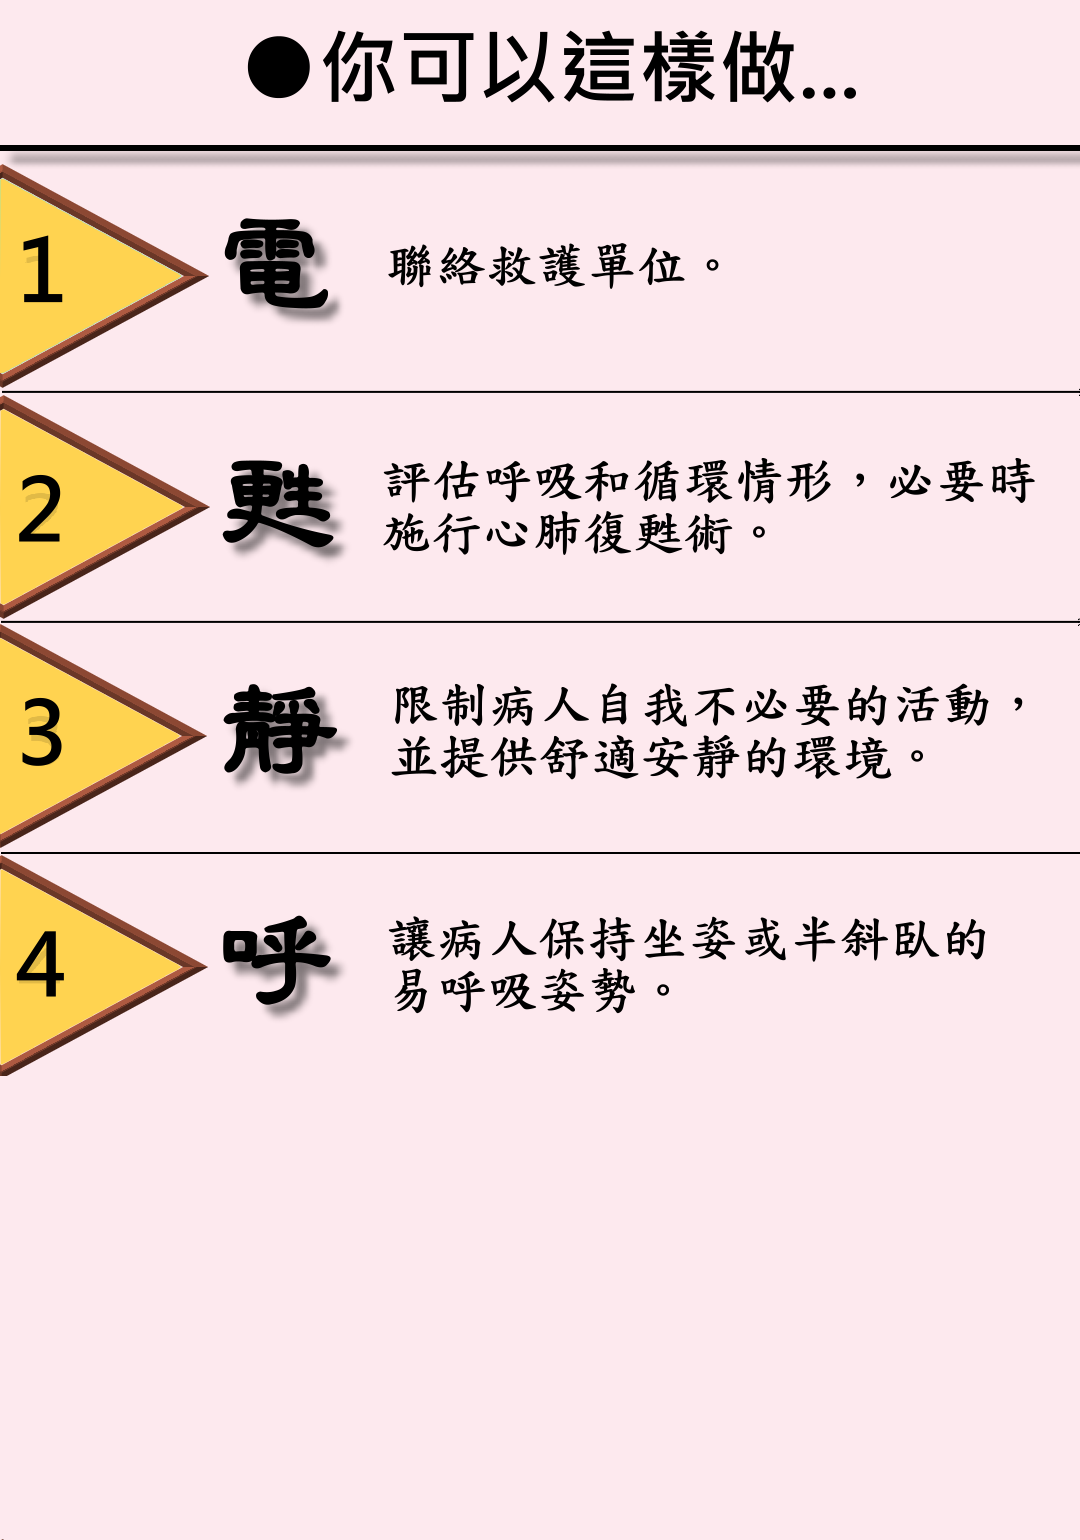 ●你可以這樣做...
1
電
聯絡救護單位。
2
甦
評估呼吸和循環情形，必要時
施行心肺復甦術。
3
靜
限制病人自我不必要的活動，
並提供舒適安靜的環境。
4
呼
讓病人保持坐姿或半斜臥的
易呼吸姿勢。